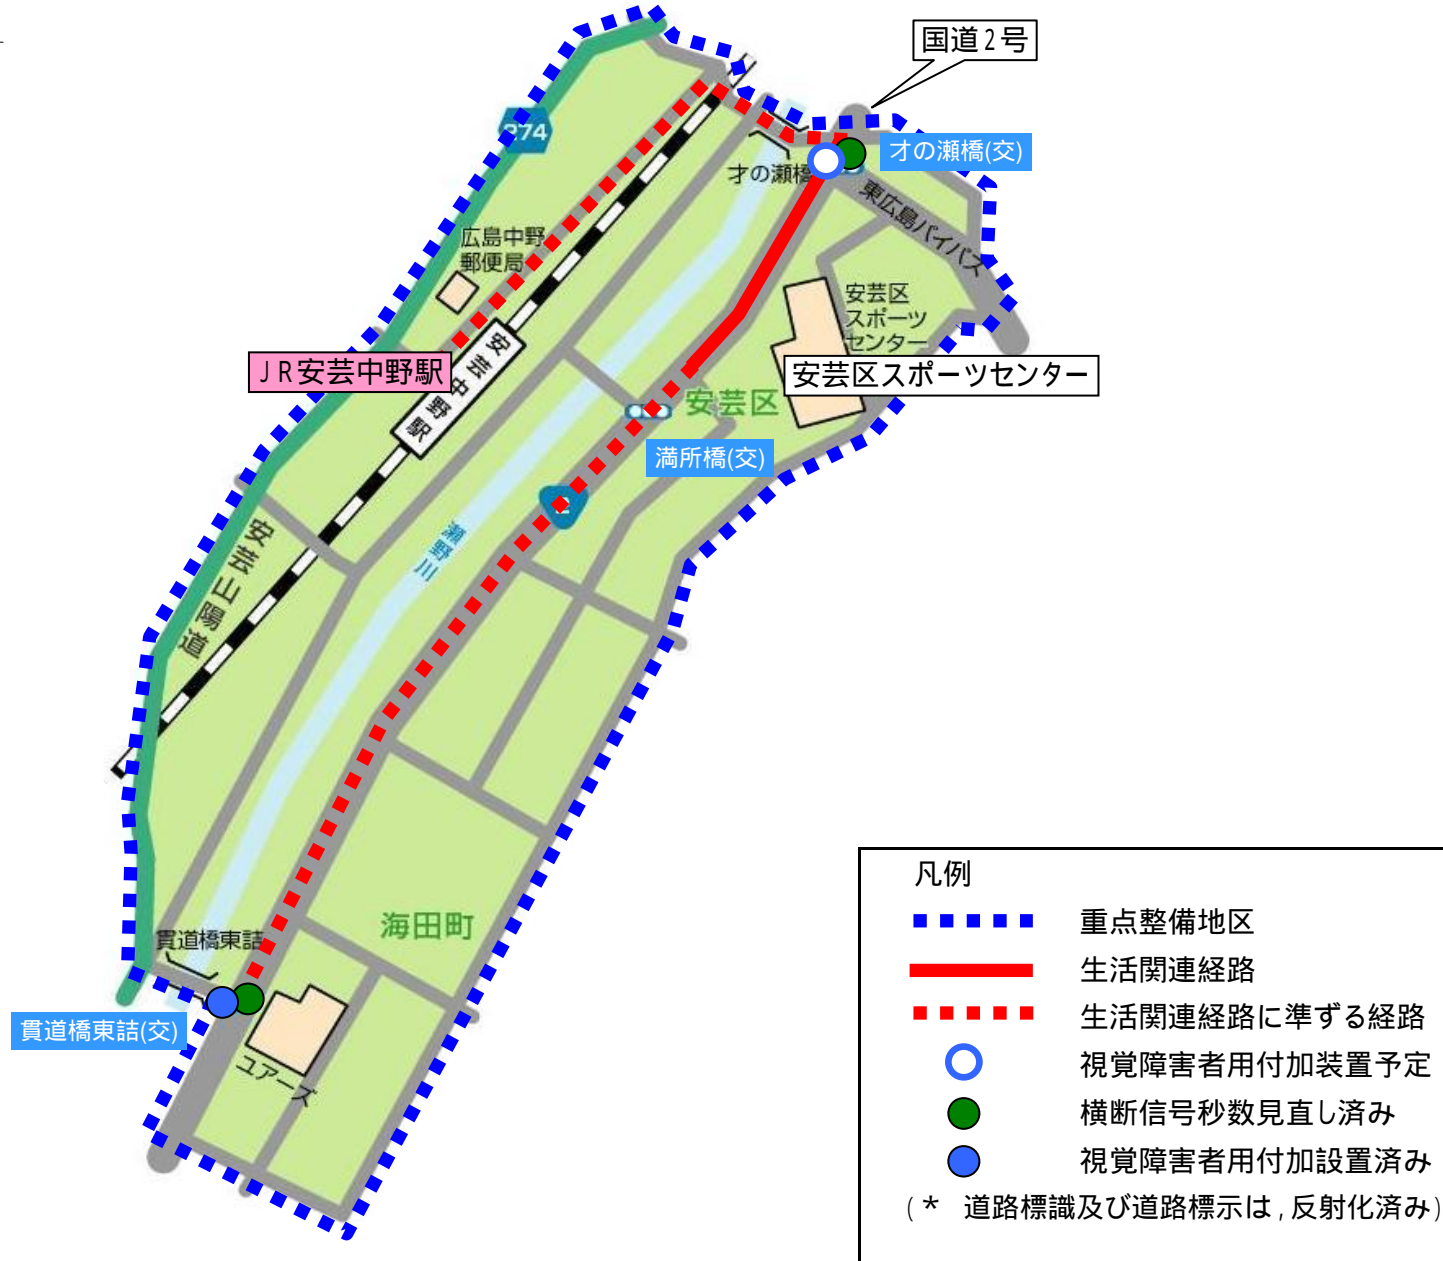 国道2号
274
才の瀬橋(交)
才の瀬橋
東広島バイパス
広島中野
郵便局
安芸区
スポーツ
センター
JR安芸中野駅
安芸中野駅
安芸区スポーツセンター
安芸区
満所橋(交)
2
瀬野川
安芸山陽道
海田町
貫道橋東詰
貫道橋東詰(交)
ユアーズ
凡例
重点整備地区
生活関連経路
生活関連経路に準ずる経路
視覚障害者用付加装置予定
横断信号秒数見直し済み
視覚障害者用付加設置済み
(* 道路標識及び道路標示は,反射化済み)